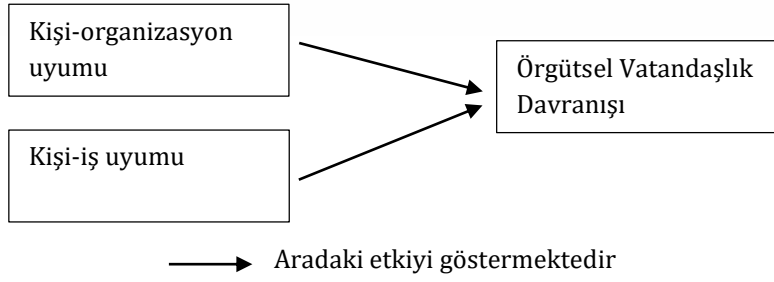 Kişi-organizasyon
uyumu
Örgütsel Vatandaşlık
Davranışı
Kişi-iş uyumu
Aradaki etkiyi göstermektedir